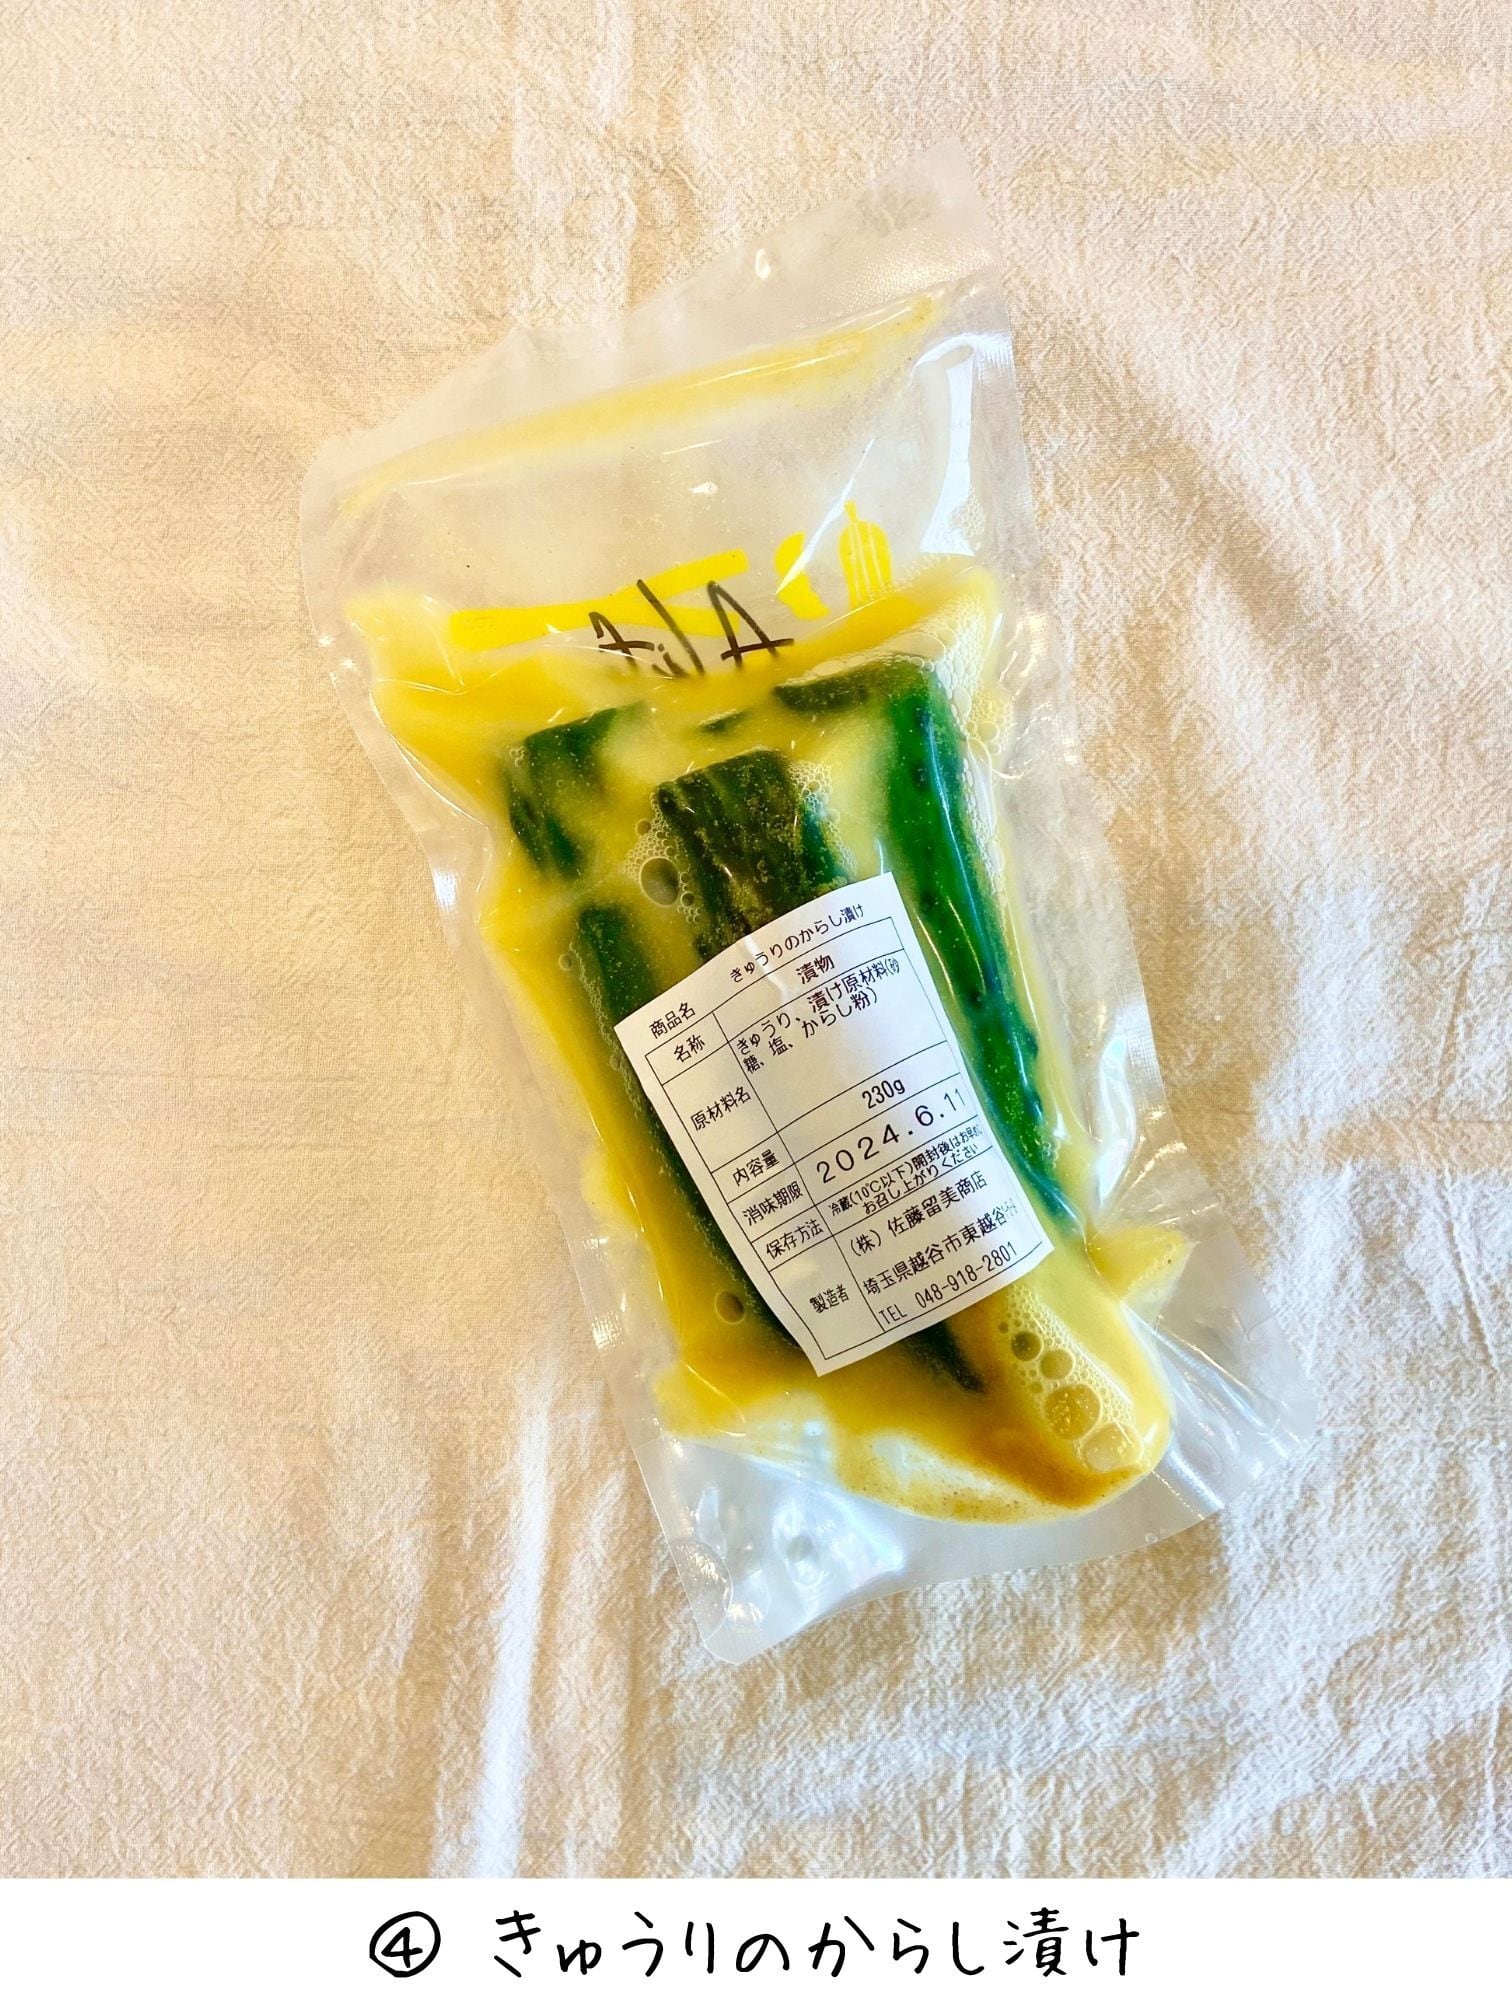 商品名 きゅうりのからし漬け
名称 漬物
原材料名 きゅうり、漬け原材料(砂
糖、塩、からし粉)
内容量 230g
消味期限 2024.6.11
保存方法 冷蔵(10℃以下)開封後はお早めに
お召し上がりください
製造者 (株)佐藤留美商店
埼玉県越谷市東越谷
TEL 048-918-2801
④ きゅうりのからし漬け